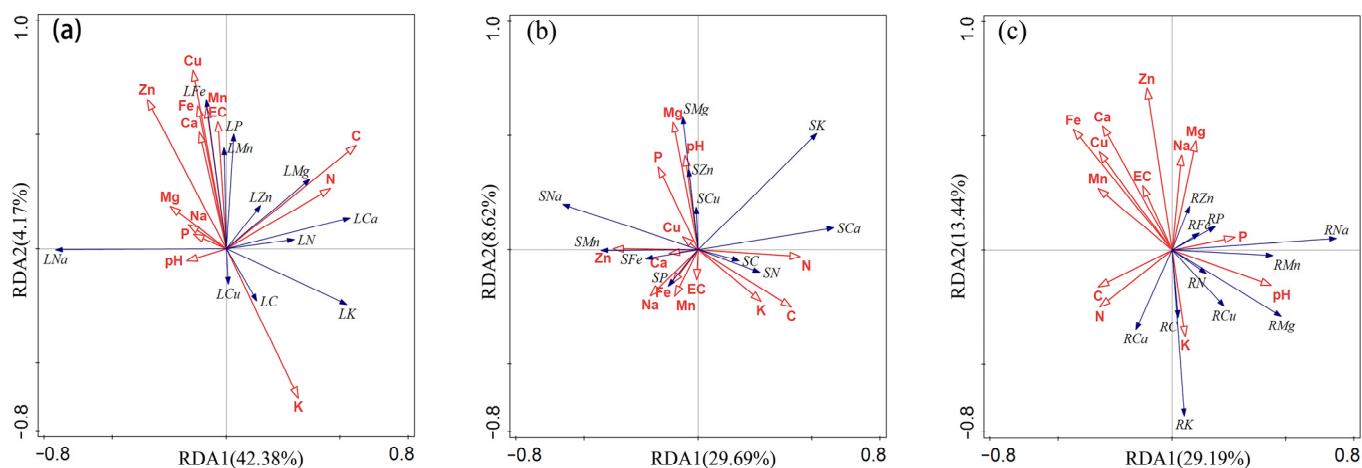 (a)
1.0
RDA2(4.17%)
-0.8
Cu
Zn
LFe
Mn
Fe
EC
Ca
LP
LMn
C
LMg
N
Mg
LZn
Na
LCa
P
LN
LNa
pH
LCu
LC
LK
K
RDA1(42.38%)
0.8
-0.8
(b)
1.0
RDA2(8.62%)
-0.8
SMg
Mg
SK
pH
P
SZn
SNa
SCu
Cu
SCa
SMn
Zn
SFe
Ca
SC
N
SN
SP
Fe
EC
Na
Mn
K
C
RDA1(29.69%)
0.8
-0.8
(c)
1.0
RDA2(13.44%)
-0.8
Zn
Fe
Ca
Cu
Mg
Na
Mn
EC
RZn
RP
RFe
P
RNa
RMn
RN
C
pH
N
RCu
RC
RMg
RCa
K
RK
RDA1(29.19%)
0.8
-0.8